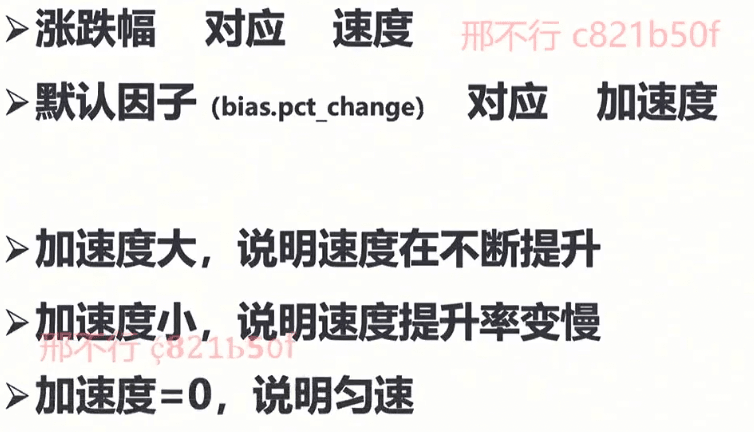 ➢涨跌幅 对应 速度 邢不行 c821b50f
➢默认因子（bias.pct_change） 对应 加速度
➢加速度大，说明速度在不断提升
➢加速度小，说明速度提升率变慢
邢不行 c821b50f
➢加速度=0，说明匀速